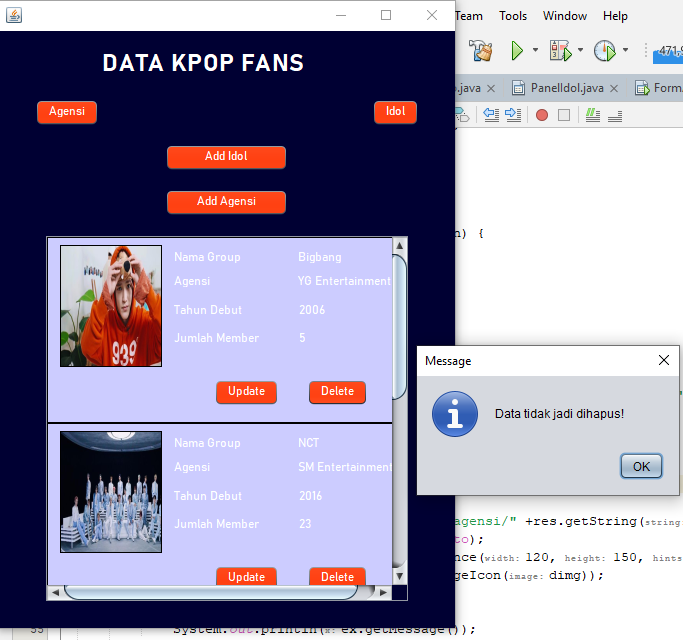 Team Tools Window Help
471,9
.java × PanelIdol.java × Form.
DATA KPOP FANS
Agensi Idol
Add Idol
Add Agensi
) {
Nama Group Bigbang
Agensi YG Entertainment
Tahun Debut 2006
Jumlah Member 5
Update Delete
Message
Data tidak jadi dihapus!
OK
Nama Group NCT
Agensi SM Entertainment
Tahun Debut 2016
Jumlah Member 23
Update Delete
agensi/" +res.getString(string
to);
nce(width: 120, height: 150, hints
geIcon(image: dimg));
53
System.out.println(x: ex.getMessage());